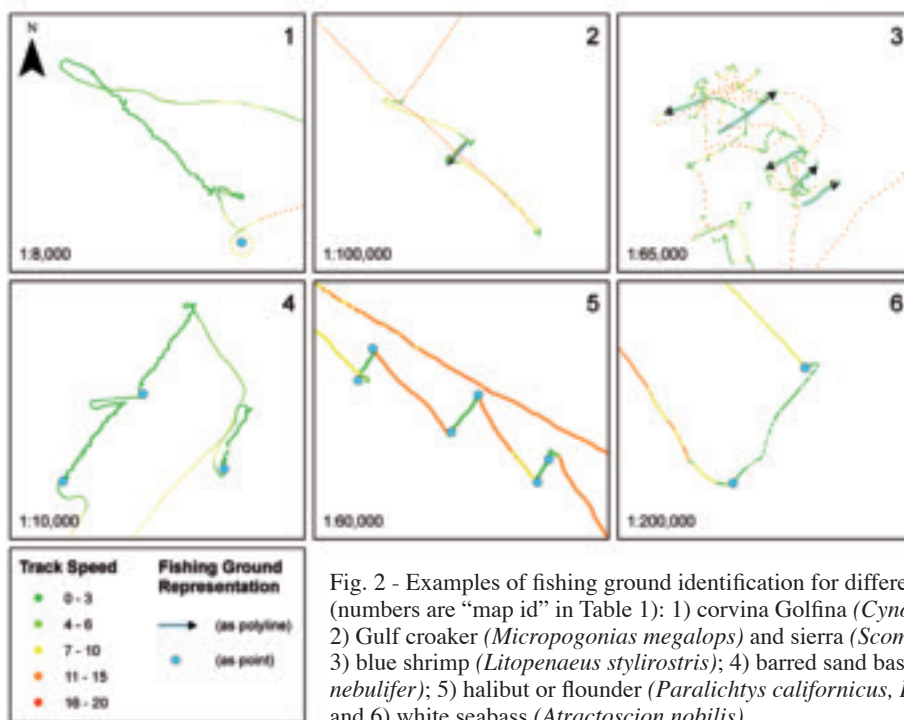 N
1
2
3
1:8,000
1:100,000
1:65,000
4
5
6
1:10,000
1:60,000
1:200,000
Track Speed
0 - 3
4 - 6
7 - 10
11 - 15
16 - 20
Fishing Ground
Representation
(as polyline)
(as point)
Fig. 2 - Examples of fishing ground identification for differe
(numbers are “map id” in Table 1): 1) corvina Golfina (Cyno
2) Gulf croaker (Micropogonias megalops) and sierra (Scom
3) blue shrimp (Litopenaeus stylirostris); 4) barred sand bas
nebulifer); 5) halibut or flounder (Paralichtys californicus,
and 6) white seabass (Atractoscion nobilis)